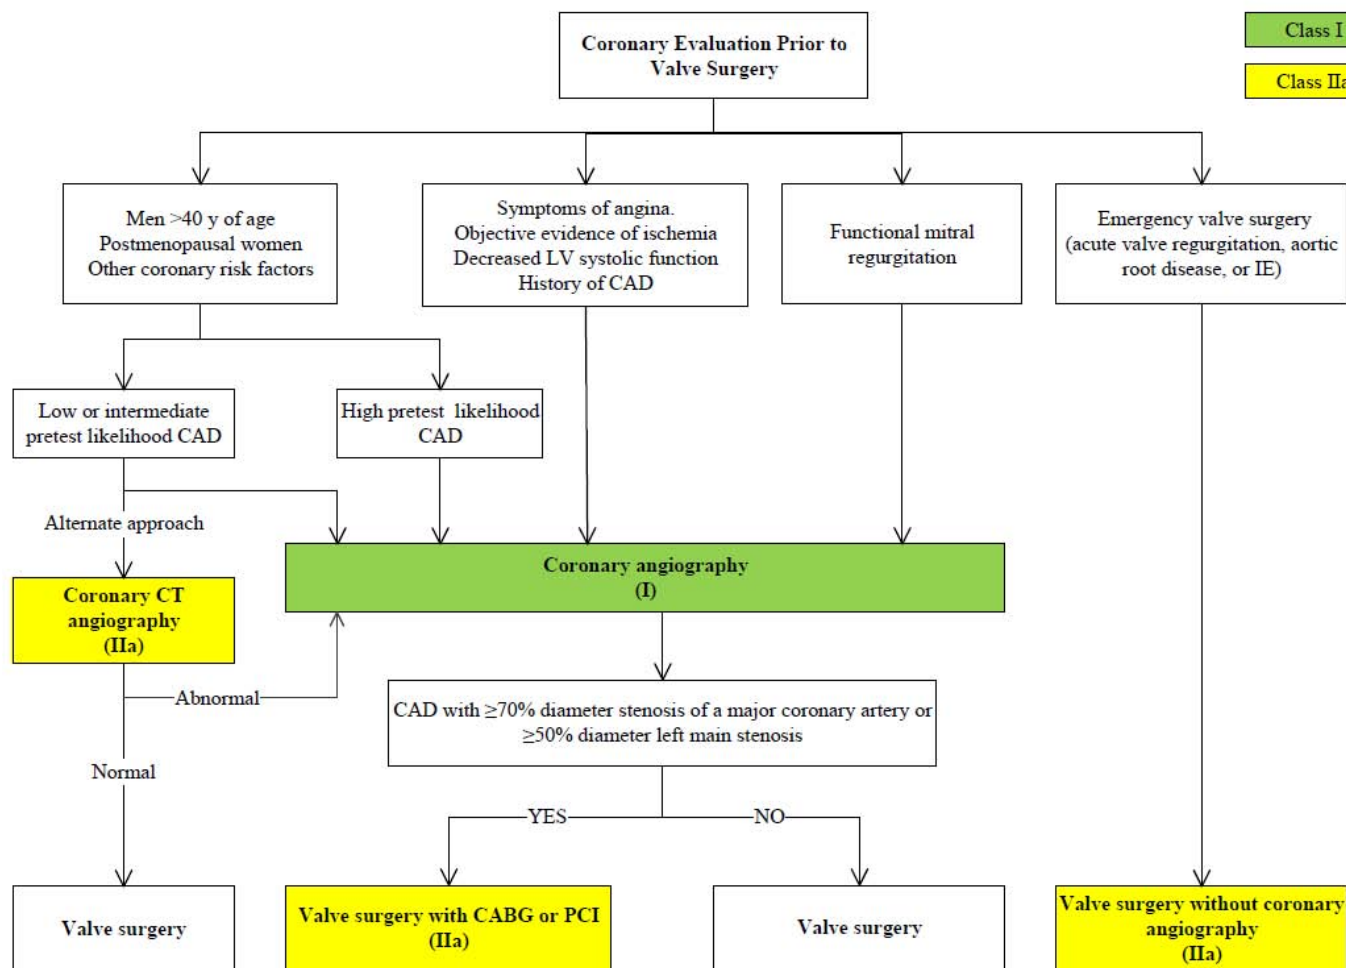 Coronary Evaluation Prior to
Valve Surgery
Class I
Class IIa
Men >40 y of age
Postmenopausal women
Other coronary risk factors
Symptoms of angina.
Objective evidence of ischemia
Decreased LV systolic function
History of CAD
Functional mitral
regurgitation
Emergency valve surgery
(acute valve regurgitation, aortic
root disease, or IE)
Low or intermediate
pretest likelihood CAD
High pretest likelihood
CAD
Alternate approach
Coronary CT
angiography
(IIa)
Coronary angiography
(I)
Abnormal
Normal
CAD with ≥70% diameter stenosis of a major coronary artery or
≥50% diameter left main stenosis
YES
NO
Valve surgery
Valve surgery with CABG or PCI
(IIa)
Valve surgery
Valve surgery without coronary
angiography
(IIa)